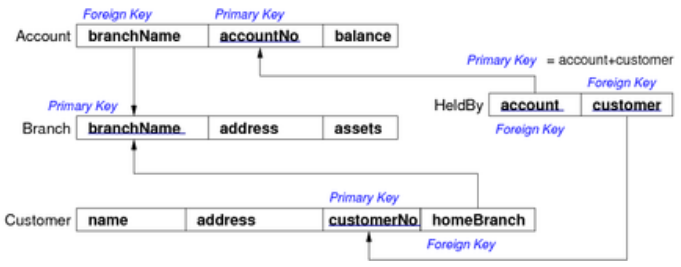 Foreign Key Primary Key
Account branchName accountNo balance
Primary Key = account+customer
Foreign Key
HeldBy account customer
Foreign Key
Primary Key
Branch branchName address assets
Primary Key
Customer name address customerNo homeBranch
Foreign Key